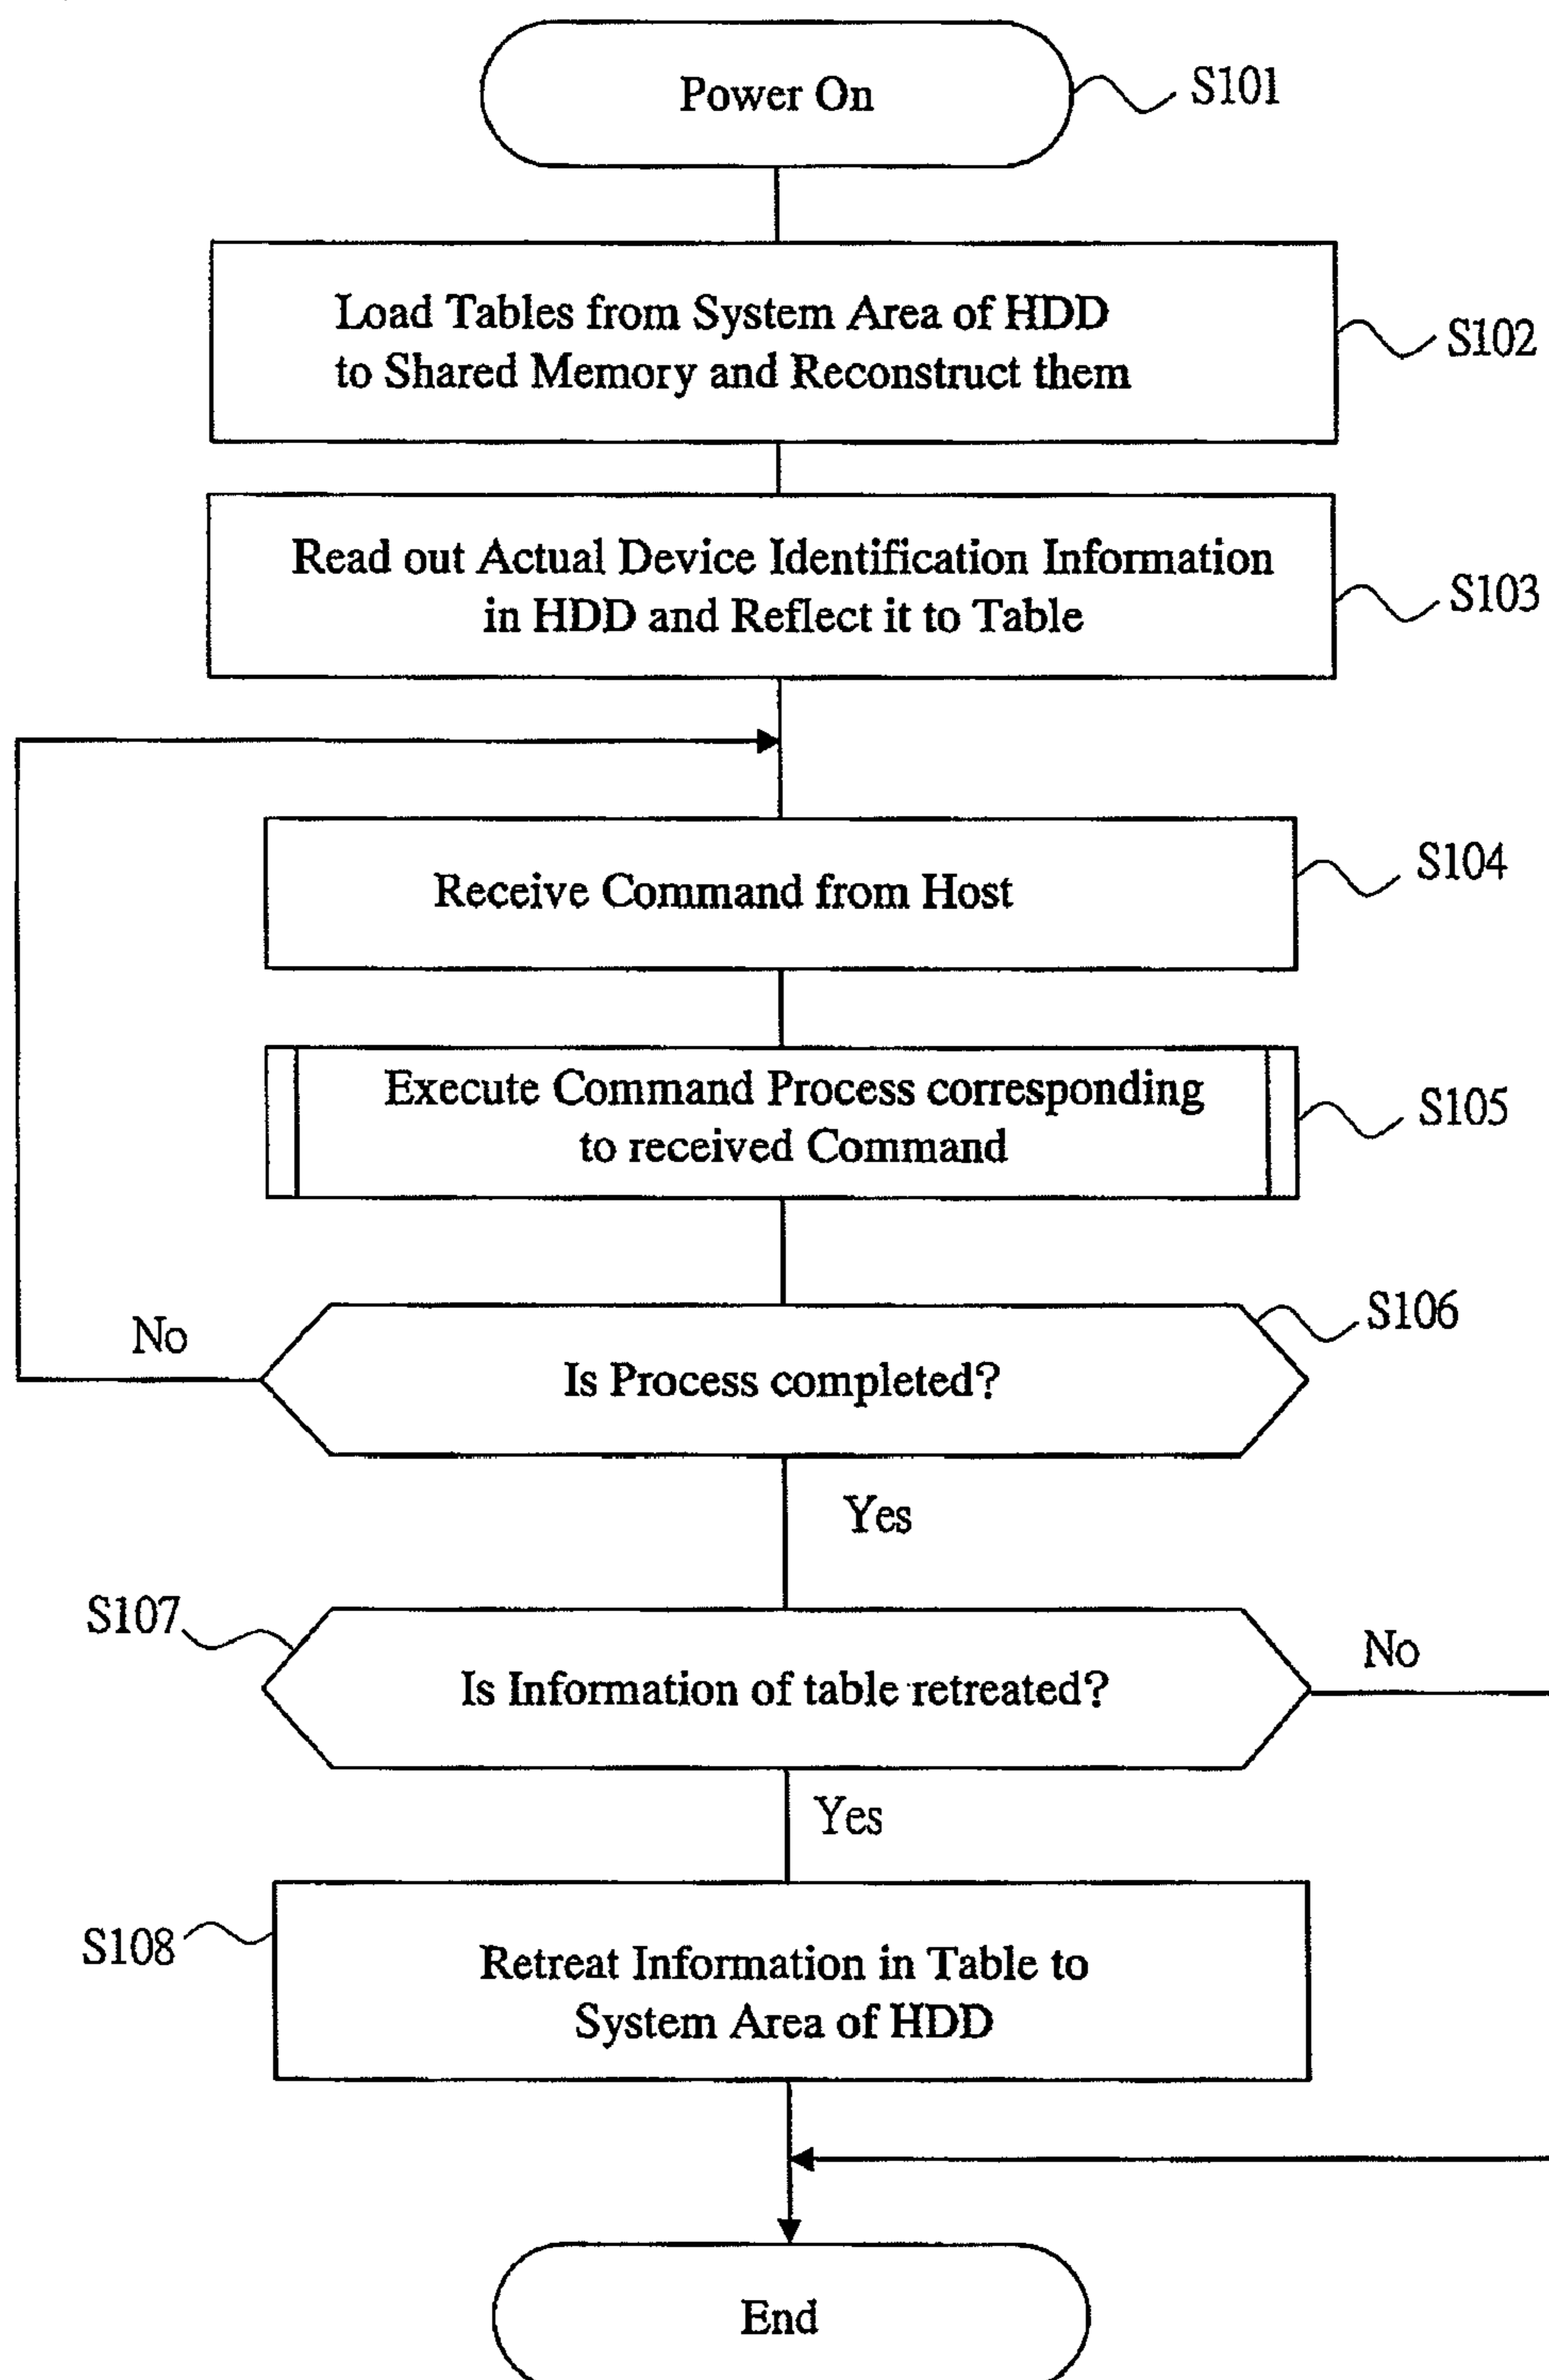 Power On
S101
Load Tables from System Area of HDD
to Shared Memory and Reconstruct them
S102
Read out Actual Device Identification Information
in HDD and Reflect it to Table
S103
Receive Command from Host
S104
Execute Command Process corresponding
to received Command
S105
S106
No
Is Process completed?
Yes
S107
No
Is Information of table retreated?
Yes
S108
Retreat Information in Table to
System Area of HDD
End